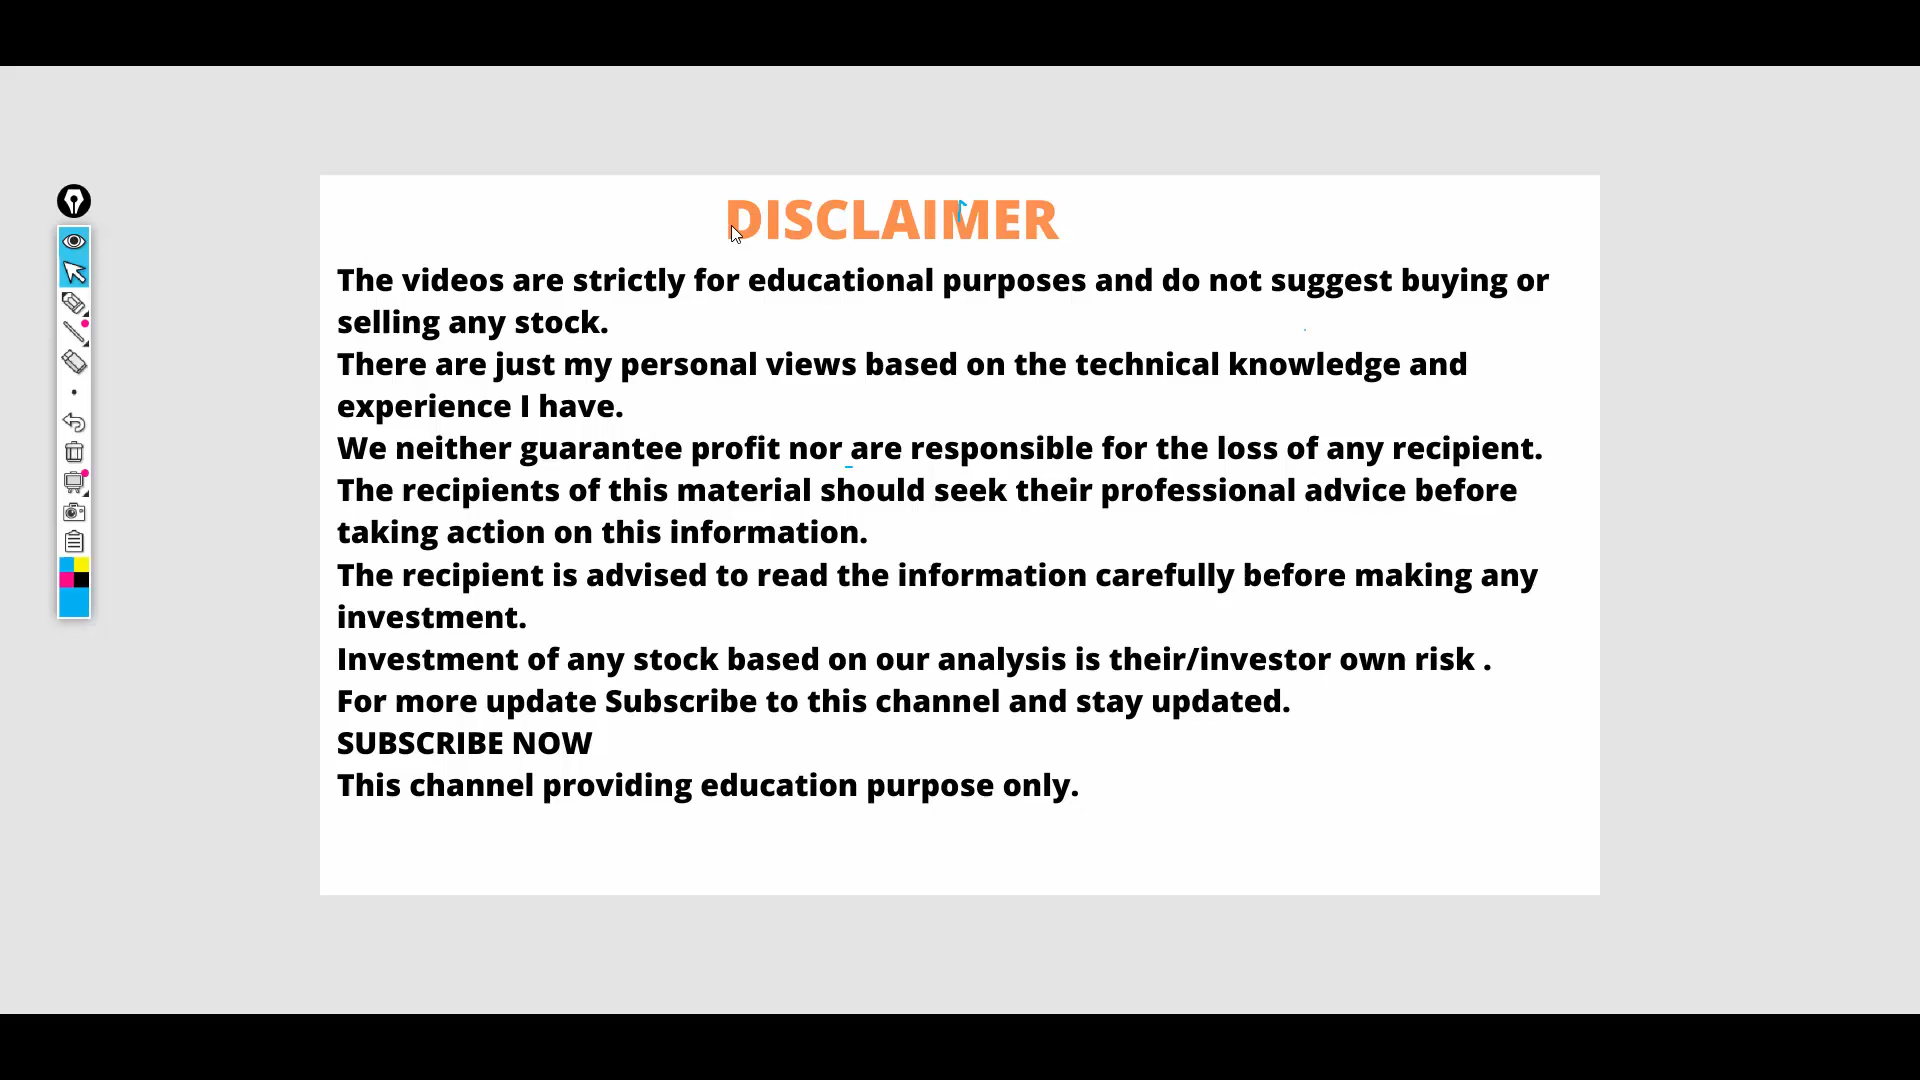 DISCLAIMER
The videos are strictly for educational purposes and do not suggest buying or
selling any stock.
There are just my personal views based on the technical knowledge and
experience I have.
We neither guarantee profit nor are responsible for the loss of any recipient.
The recipients of this material should seek their professional advice before
taking action on this information.
The recipient is advised to read the information carefully before making any
investment.
Investment of any stock based on our analysis is their/investor own risk .
For more update Subscribe to this channel and stay updated.
SUBSCRIBE NOW
This channel providing education purpose only.